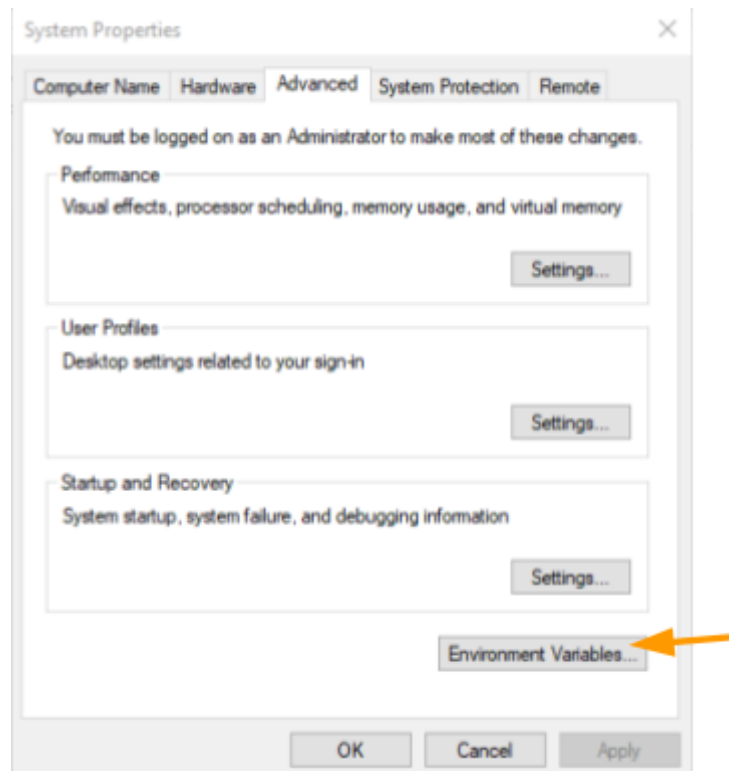 System Properties
Computer Name Hardware Advanced System Protection Remote
You must be logged on as an Administrator to make most of these changes.
Performance
Visual effects, processor scheduling, memory usage, and virtual memory
Settings...
User Profiles
Desktop settings related to your sign-in
Settings...
Startup and Recovery
System startup, system failure, and debugging information
Settings...
Environment Variables...
OK Cancel Apply